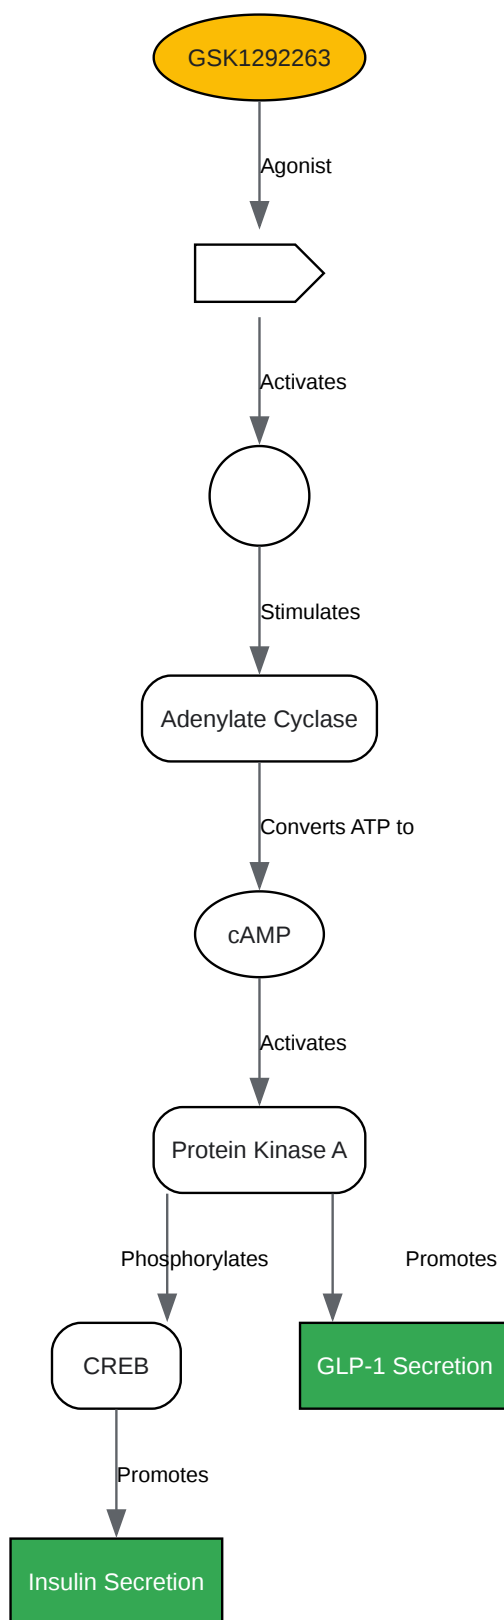 GSK1292263
Agonist
Activates
Stimulates
Adenylate Cyclase
Converts ATP to
cAMP
Activates
Protein Kinase A
Phosphorylates
Promotes
CREB
GLP-1 Secretion
Promotes
Insulin Secretion